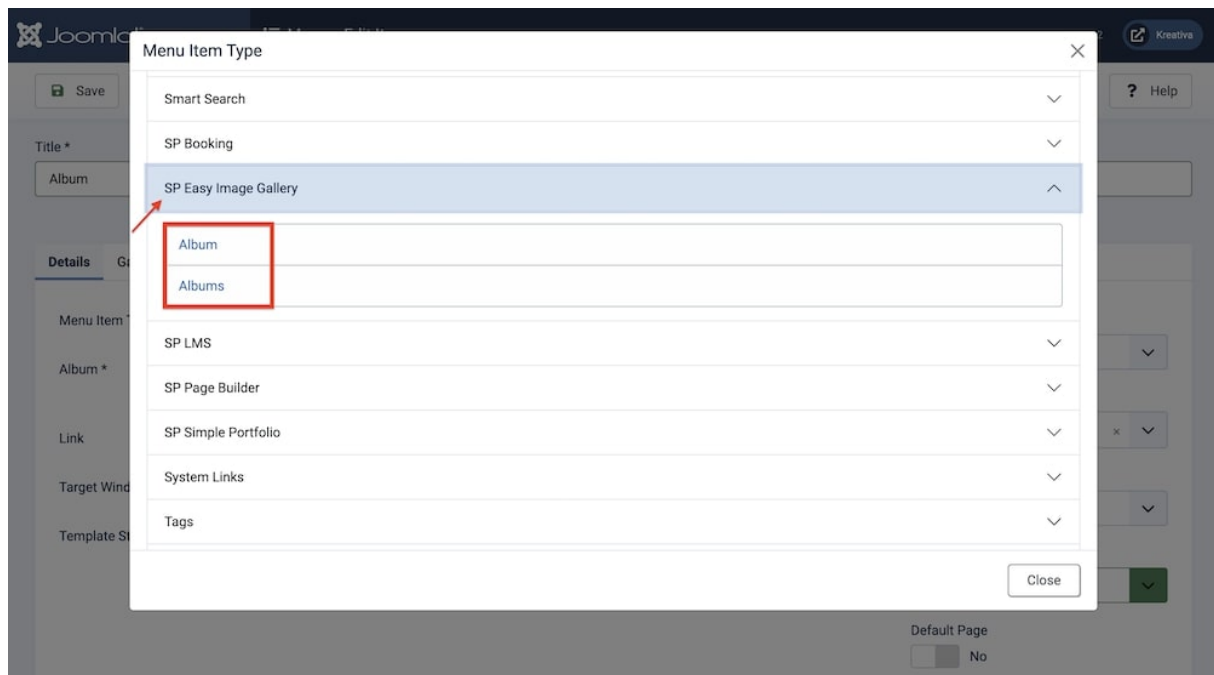 Joomla
Kreativa
Menu Item Type
Save
? Help
Smart Search
Title *
SP Booking
Album
SP Easy Image Gallery
Album
Details
Albums
Menu Item
SP LMS
Album *
SP Page Builder
Link
SP Simple Portfolio
System Links
Target Wind
Tags
Template St
Close
Default Page
No